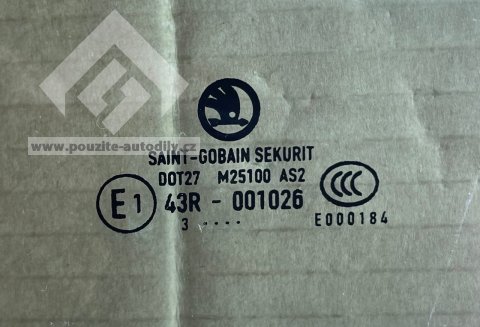 www.pouzite-autodily.cz
SAINT-GOBAIN SEKURIT
DOT27 M25100 AS2
E1 43R - 001026
CCC
3 ....
E000184